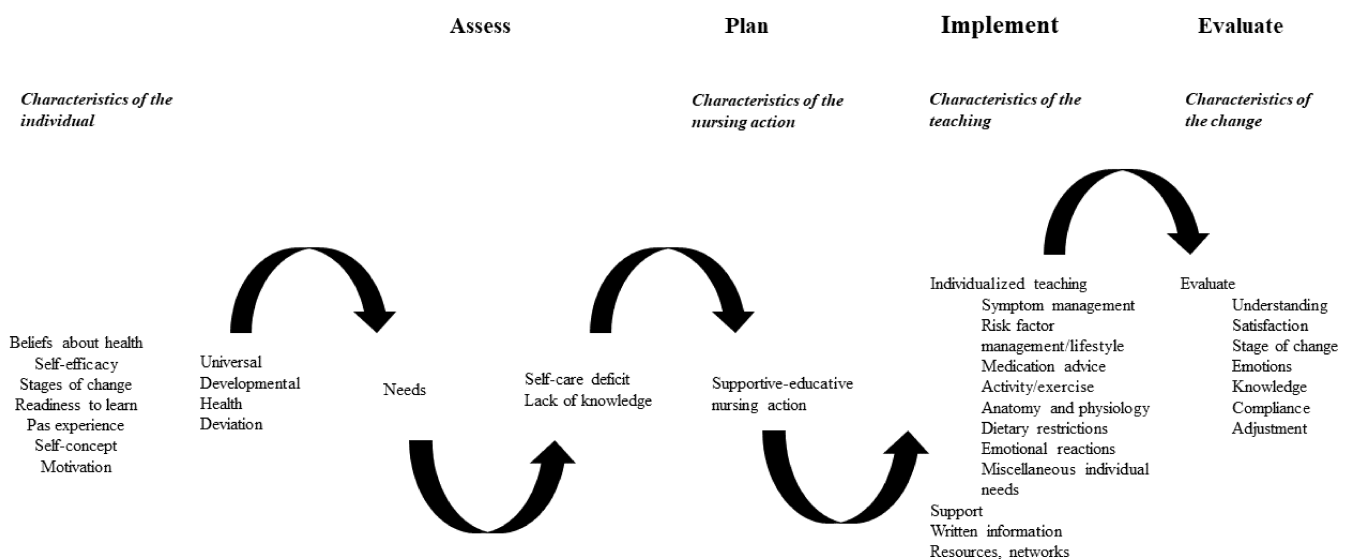 Assess
Plan
Implement
Evaluate
Characteristics of the
individual
Characteristics of the
nursing action
Characteristics of the
teaching
Characteristics of
the change
Beliefs about health
Self-efficacy
Stages of change
Readiness to learn
Pas experience
Self-concept
Motivation
Universal
Developmental
Health
Deviation
Needs
Self-care deficit
Lack of knowledge
Supportive-educative
nursing action
Individualized teaching
Symptom management
Risk factor
management/lifestyle
Medication advice
Activity/exercise
Anatomy and physiology
Dietary restrictions
Emotional reactions
Miscellaneous individual
needs
Support
Written information
Resources, networks
Evaluate
Understanding
Satisfaction
Stage of change
Emotions
Knowledge
Compliance
Adjustment